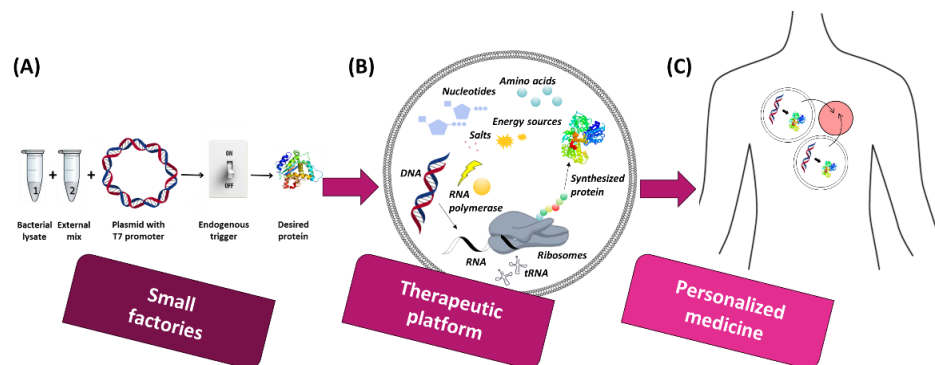 (A)
1
2
ON
OFF
Bacterial
lysate
External
mix
Plasmid with
T7 promoter
Endogenous
trigger
Desired
protein
Small
factories
(B)
Nucleotides
Amino acids
Salts
Energy sources
DNA
RNA
polymerase
Synthesized
protein
RNA
Ribosomes
tRNA
Therapeutic
platform
(C)
Personalized
medicine